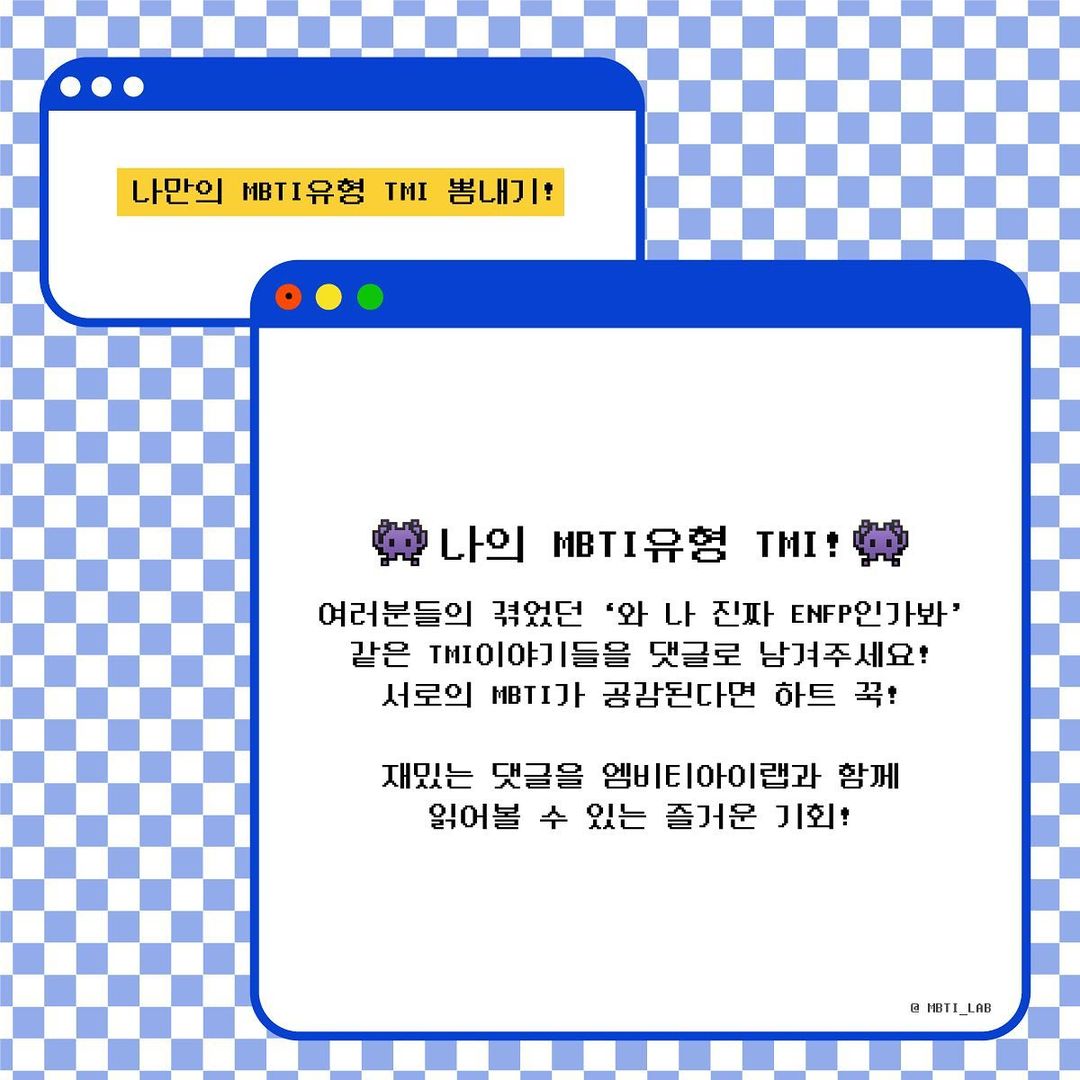 나만의 MBTI유형 TMI 뽐내기!
나의 MBTI유형 TMI!
여러분들의 겪었던 ‘와 나 진짜 ENFP인가봐’
같은 TMI이야기들을 댓글로 남겨주세요!
서로의 MBTI가 공감된다면 하트 꾹!
재밌는 댓글을 엠비티아이랩과 함께
읽어볼 수 있는 즐거운 기회!
@ MBTI_LAB